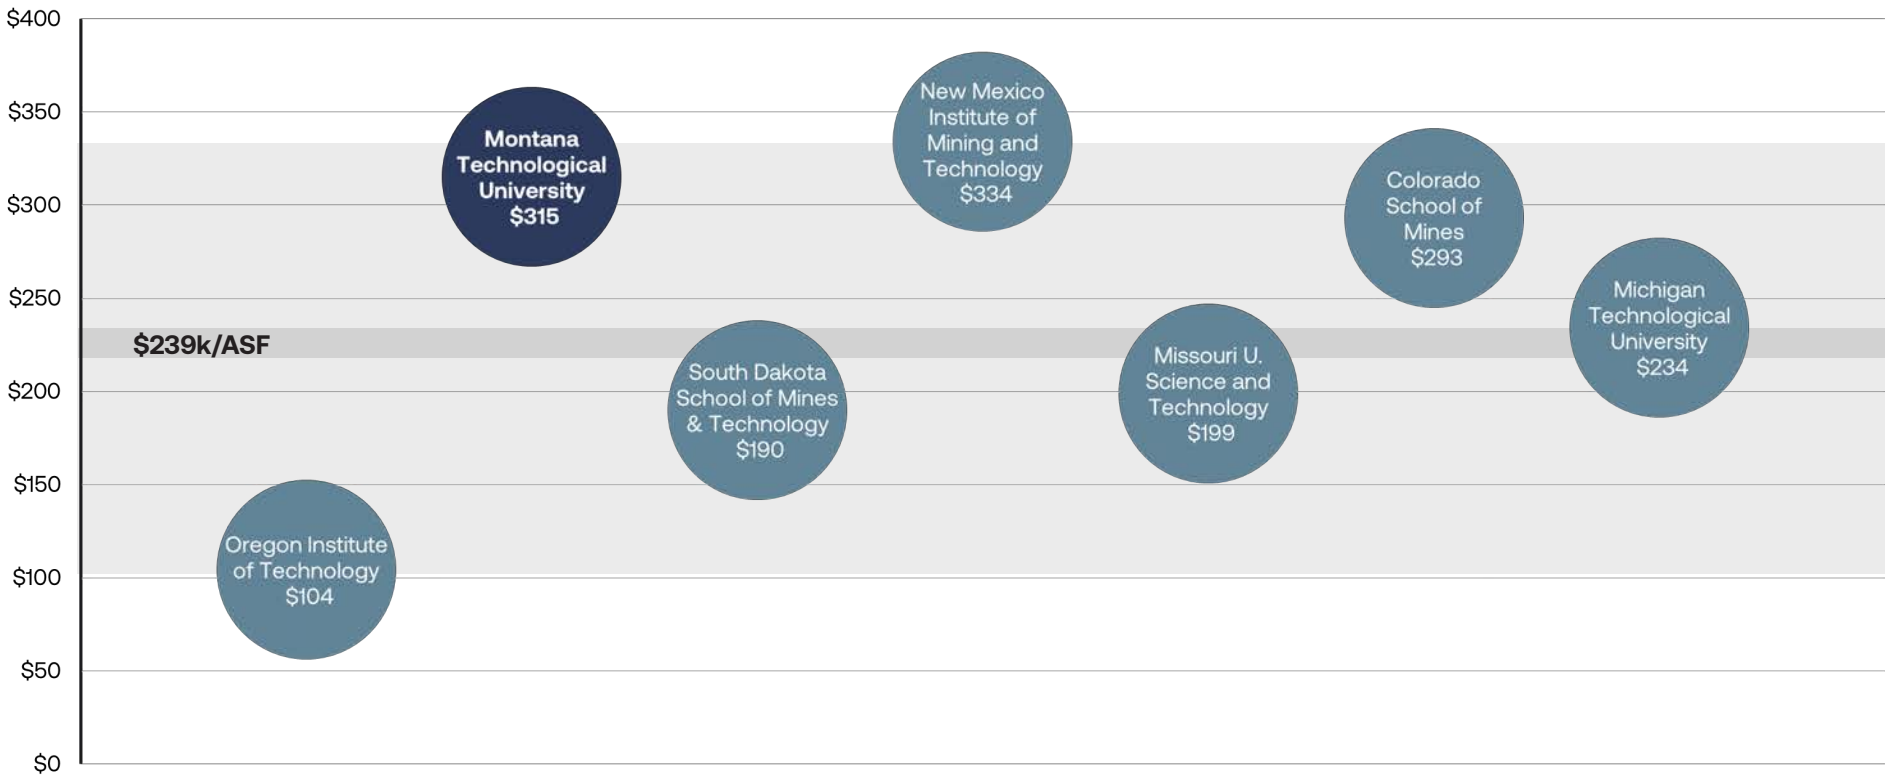 $400
$350
$300
$250
$200
$150
$100
$50
$0
$239k/ASF
Oregon Institute
of Technology
$104
Montana
Technological
University
$315
South Dakota
School of Mines
& Technology
$190
New Mexico
Institute of
Mining and
Technology
$334
Missouri U.
Science and
Technology
$199
Colorado
School of
Mines
$293
Michigan
Technological
University
$234